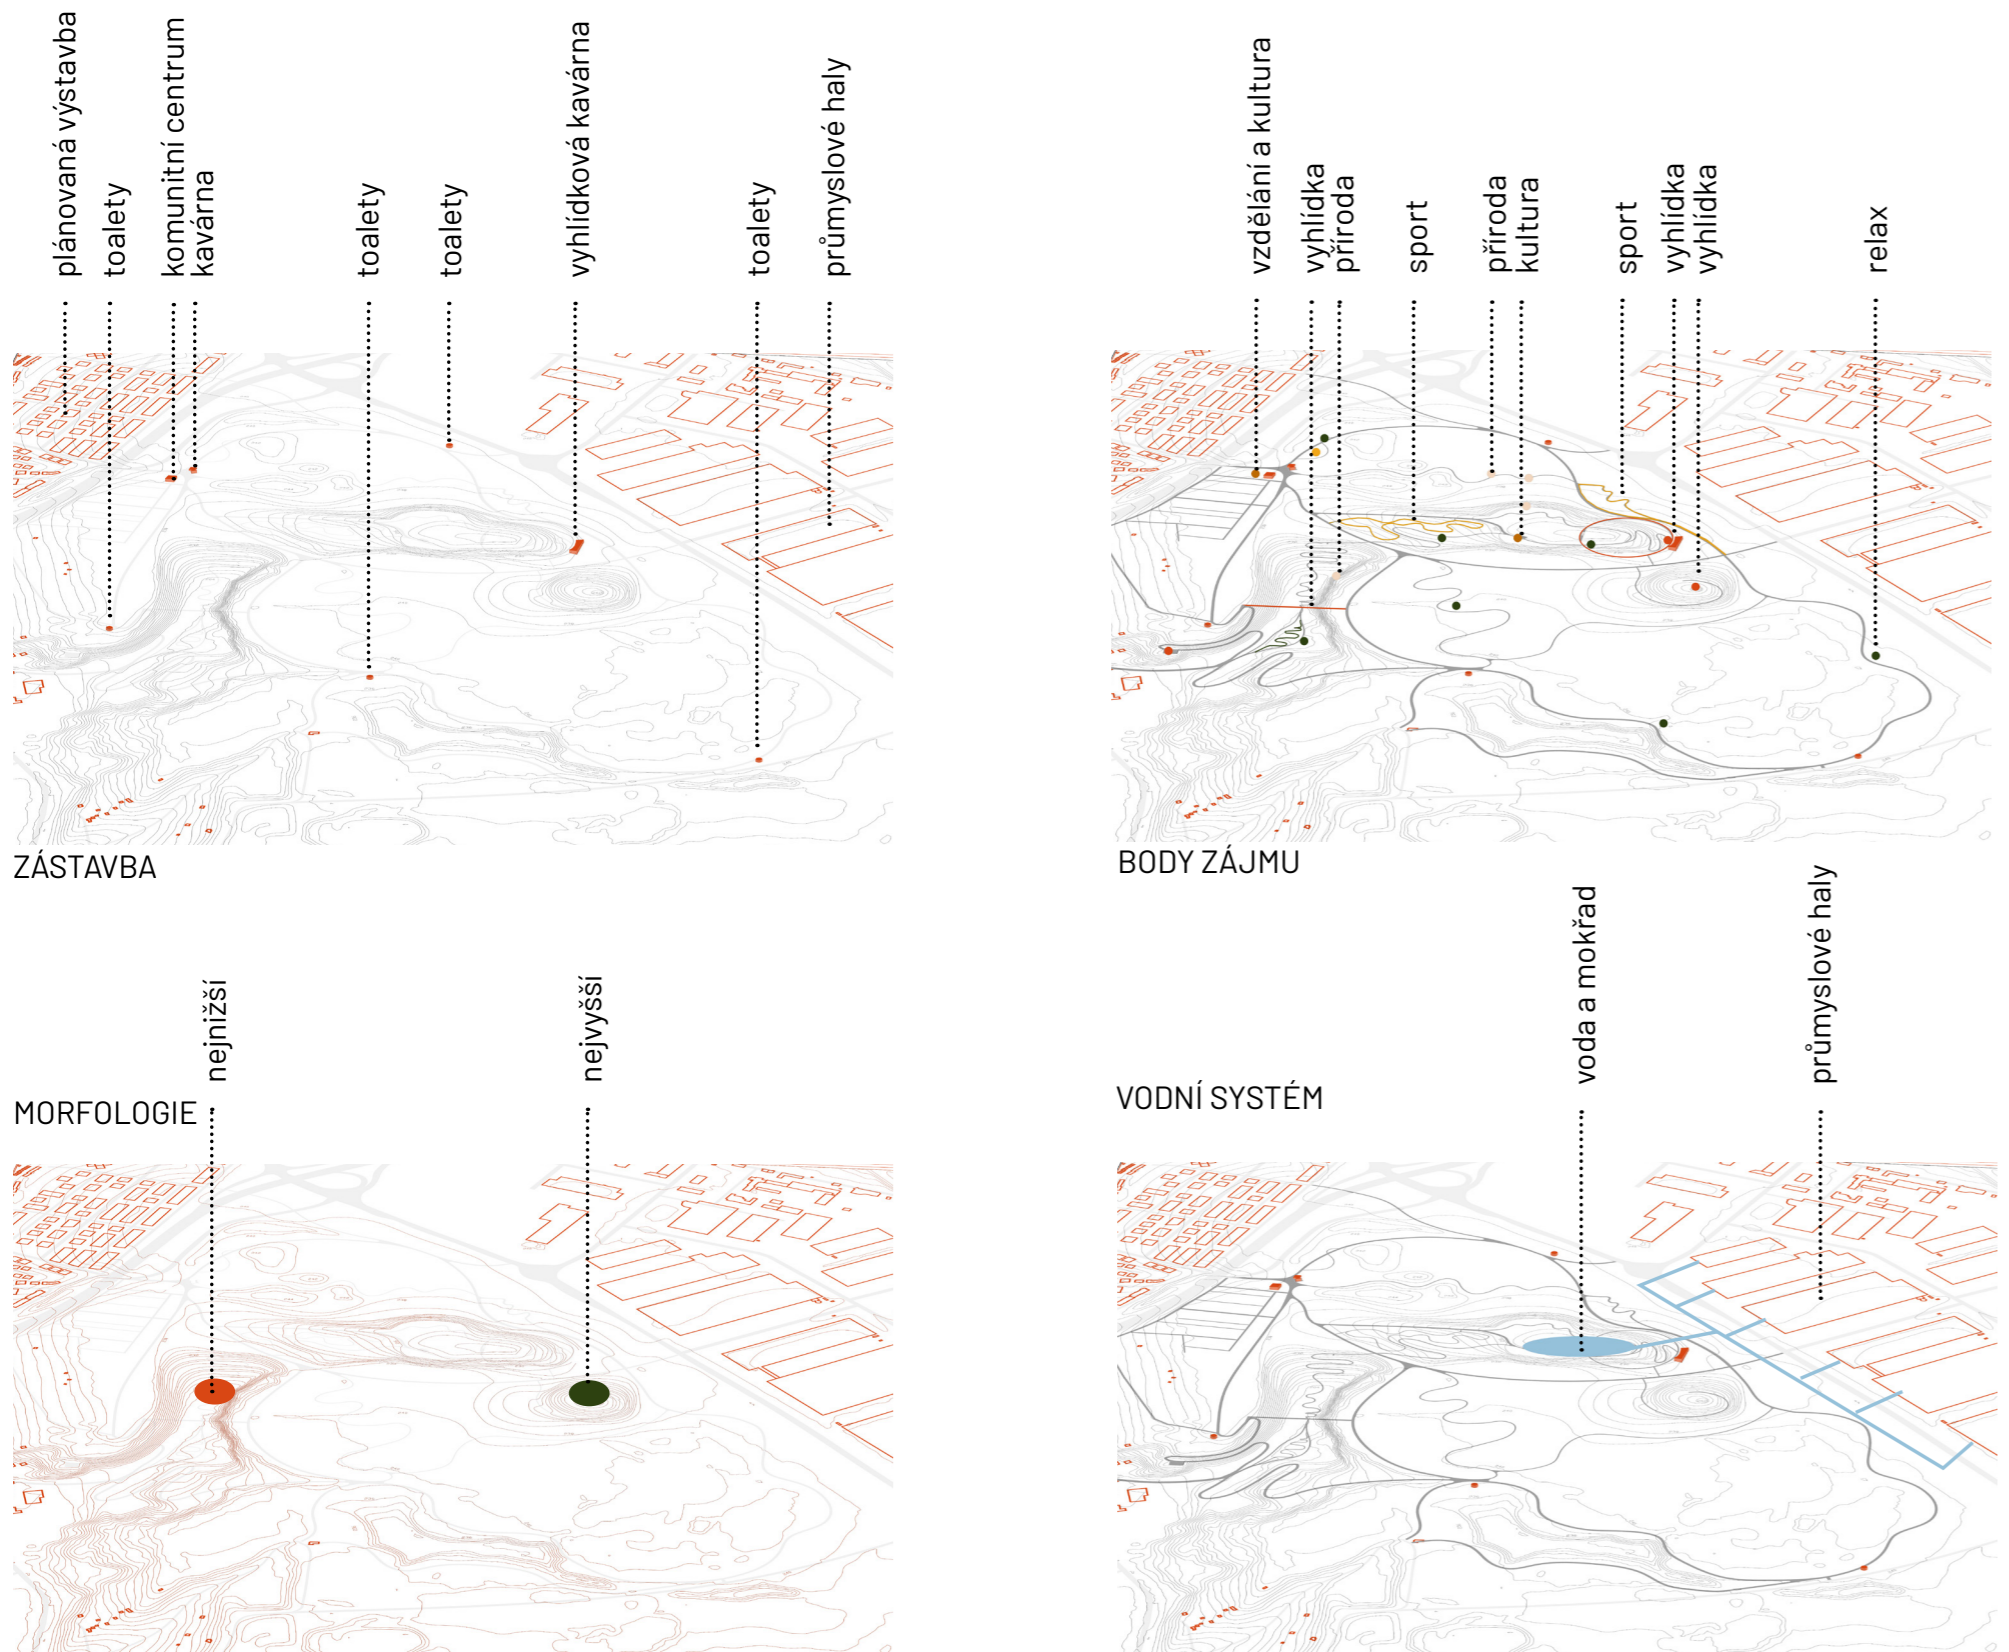 plánovaná výstavba
toalety
komunitní centrum
kavárna
toalety
toalety
vyhlídková kavárna
toalety
průmyslové haly
ZÁSTAVBA
vzdělání a kultura
vyhlídka
příroda
sport
příroda
kultura
sport
vyhlídka
vyhlídka
relax
BODY ZÁJMU
MORFOLOGIE
nejnižší
nejvyšší
VODNÍ SYSTÉM
voda a mokřad
průmyslové haly